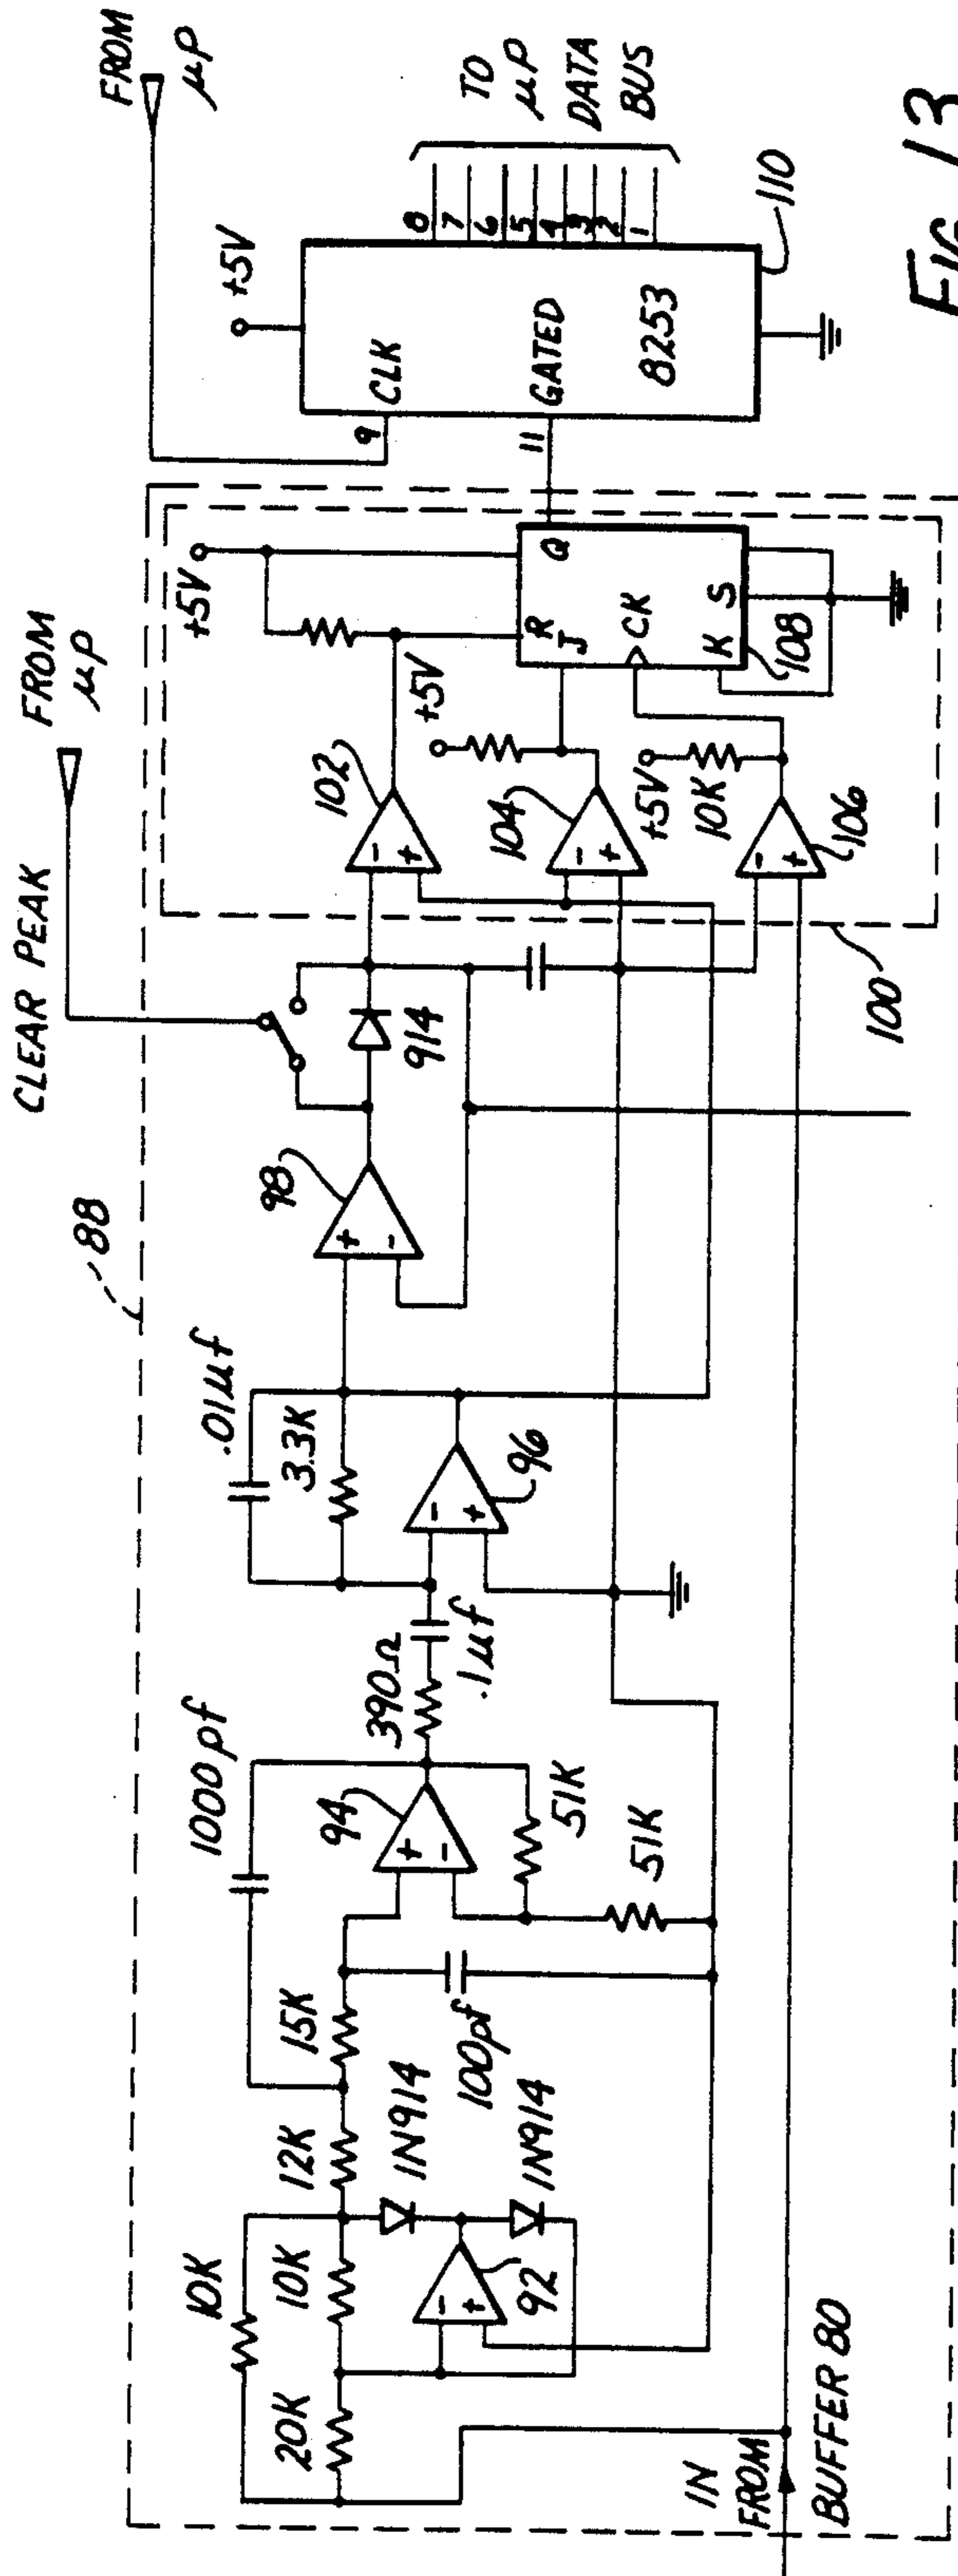 CLEAR PEAK
FROM
µP
FROM
µP
88
10K
20K
10K
12K
15K
1000pf
1N914
1N914
92
100pf
94
51K
51K
390Ω
.1µf
.01µf
3.3K
96
98
914
102
104
106
+5V
+5V
+5V
10K
100
R
J
Q
CK
K
S
108
+5V
9
CLK
11
GATED
8253
110
8
7
6
5
4
3
2
1
TO
µP
DATA
BUS
IN
FROM
BUFFER 80
+
-
-
+
-
+
+
-
-
+
-
+
-
+
FIG. 13